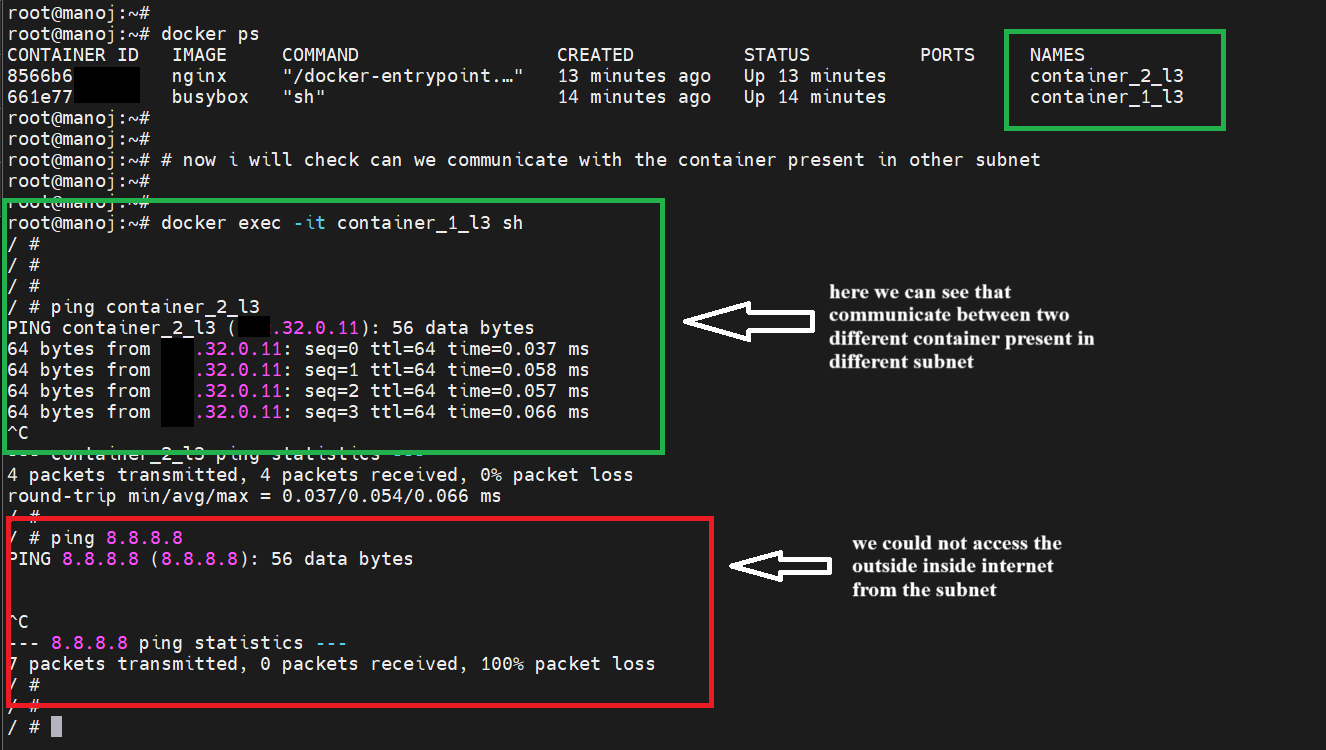 root@manoj:~#
root@manoj:~# docker ps
CONTAINER ID   IMAGE     COMMAND                  CREATED          STATUS          PORTS     NAMES
8566b6         nginx     "/docker-entrypoint.…"   13 minutes ago   Up 13 minutes             container_2_l3
661e77         busybox   "sh"                     14 minutes ago   Up 14 minutes             container_1_l3
root@manoj:~#
root@manoj:~#
root@manoj:~# # now i will check can we communicate with the container present in other subnet
root@manoj:~#
root@manoj:~#
root@manoj:~# docker exec -it container_1_l3 sh
/ #
/ #
/ #
/ # ping container_2_l3
PING container_2_l3 (   .32.0.11): 56 data bytes
64 bytes from    .32.0.11: seq=0 ttl=64 time=0.037 ms
64 bytes from    .32.0.11: seq=1 ttl=64 time=0.058 ms
64 bytes from    .32.0.11: seq=2 ttl=64 time=0.057 ms
64 bytes from    .32.0.11: seq=3 ttl=64 time=0.066 ms
^C
--- container_2_l3 ping statistics ---
4 packets transmitted, 4 packets received, 0% packet loss
round-trip min/avg/max = 0.037/0.054/0.066 ms
/ #
/ # ping 8.8.8.8
PING 8.8.8.8 (8.8.8.8): 56 data bytes
^C
--- 8.8.8.8 ping statistics ---
7 packets transmitted, 0 packets received, 100% packet loss
/ #
/ #
/ #
here we can see that
communicate between two
different container present in
different subnet
we could not access the
outside inside internet
from the subnet